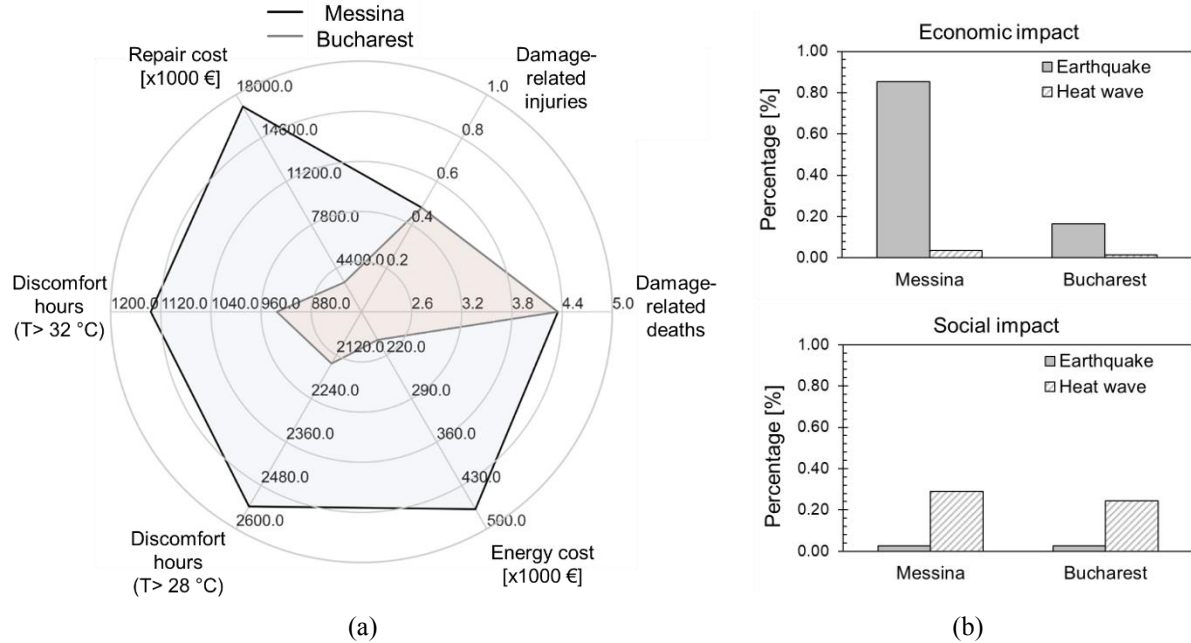 Messina
Bucharest
Repair cost
[x1000 €]
Damage-
related
injuries
18000.0
14600.0
11200.0
7800.0
4400.0
1.0
0.8
0.6
0.4
0.2
Discomfort
hours
(T> 32 °C)
1200.0
1120.0
1040.0
960.0
880.0
2.6
3.2
3.8
4.4
5.0
Damage-
related
deaths
2120.0
2240.0
2360.0
2480.0
2600.0
220.0
290.0
360.0
430.0
500.0
Discomfort
hours
(T> 28 °C)
Energy cost
[x1000 €]
(a)
Economic impact
Percentage [%]
1.00
0.80
0.60
0.40
0.20
0.00
Earthquake
Heat wave
Messina
Bucharest
Social impact
Percentage [%]
1.00
0.80
0.60
0.40
0.20
0.00
Earthquake
Heat wave
Messina
Bucharest
(b)